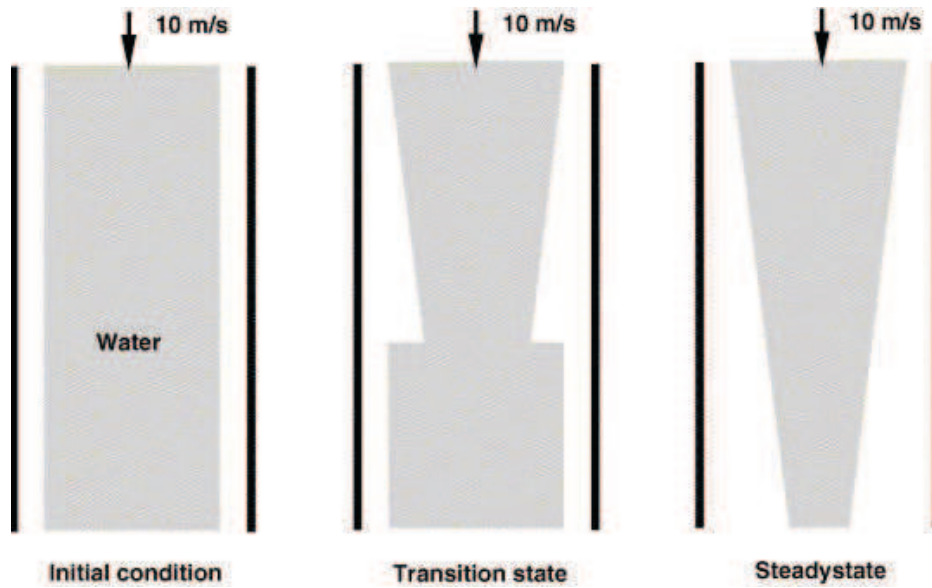 10 m/s
10 m/s
10 m/s
Water
Initial condition
Transition state
Steadystate